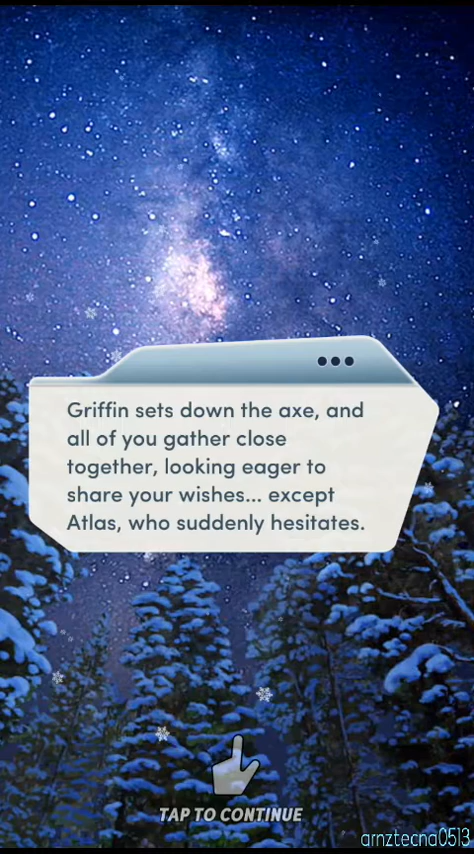 Griffin sets down the axe, and
all of you gather close
together, looking eager to
share your wishes... except
Atlas, who suddenly hesitates.
TAP TO CONTINUE
arnztecna0513